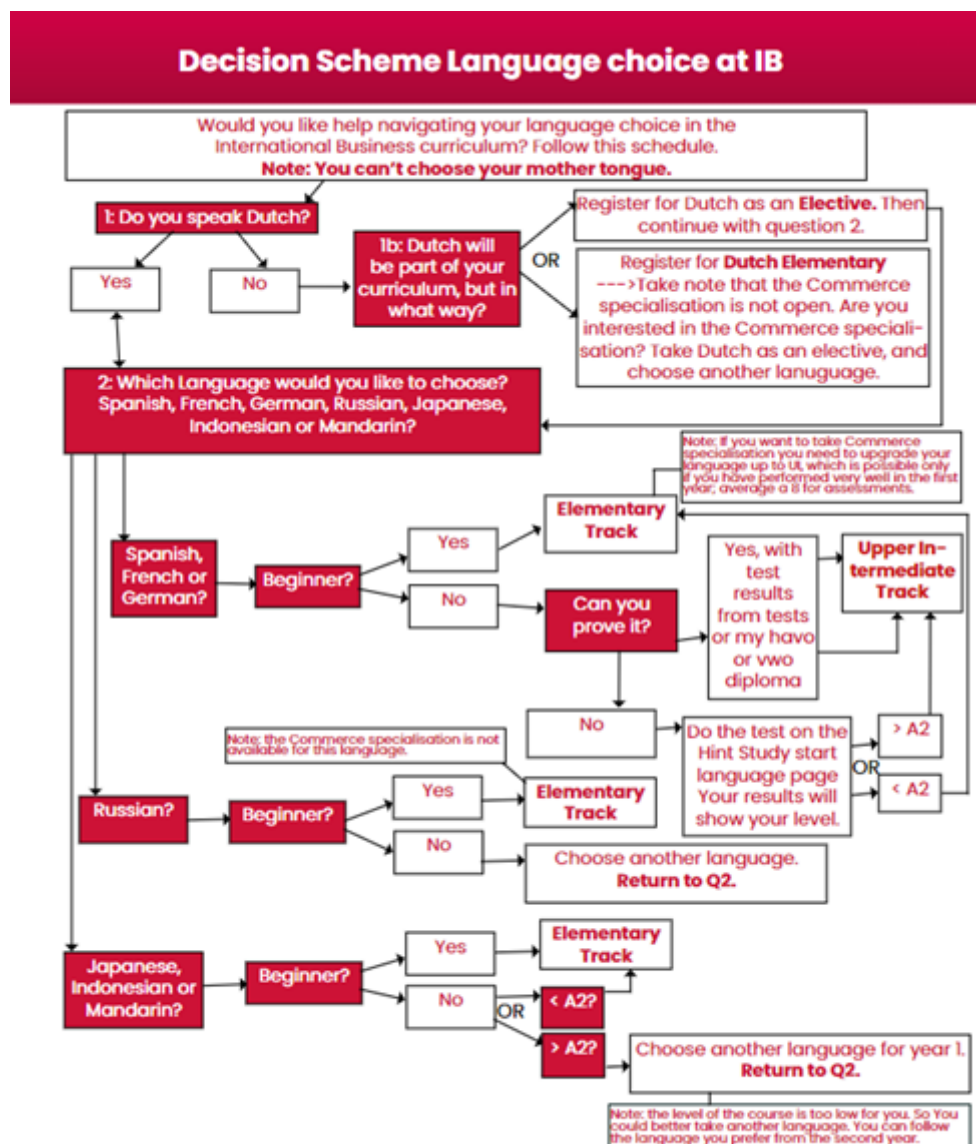 Decision Scheme Language choice at IB
Would you like help navigating your language choice in the
International Business curriculum? Follow this schedule.
Note: You can't choose your mother tongue.
1: Do you speak Dutch?
Yes
No
1b: Dutch will
be part of your
curriculum, but in
what way?
OR
Register for Dutch as an Elective. Then
continue with question 2.
Register for Dutch Elementary
--->Take note that the Commerce
specialisation is not open. Are you
interested in the Commerce speciali-
sation? Take Dutch as an elective, and
choose another lanuguage.
2: Which Language would you like to choose?
Spanish, French, German, Russian, Japanese,
Indonesian or Mandarin?
Note: If you want to take Commerce
specialisation you need to upgrade your
language up to UI, which is possible only
if you have performed very well in the first
year; average a 8 for assessments.
Spanish,
French or
German?
Beginner?
Yes
No
Elementary
Track
Can you
prove it?
Yes, with
test
results
from tests
or my havo
or vwo
diploma
Upper In-
termediate
Track
No
Do the test on the
Hint Study start
language page
Your results will
show your level.
OR
> A2
< A2
Note: the Commerce specialisation is not
available for this language.
Russian?
Beginner?
Yes
No
Elementary
Track
Choose another language.
Return to Q2.
Japanese,
Indonesian or
Mandarin?
Beginner?
Yes
No
OR
Elementary
Track
< A2?
> A2?
Choose another language for year 1.
Return to Q2.
Note: the level of the course is too low for you. So You
could better take another language. You can follow
the language you prefer from the second year.